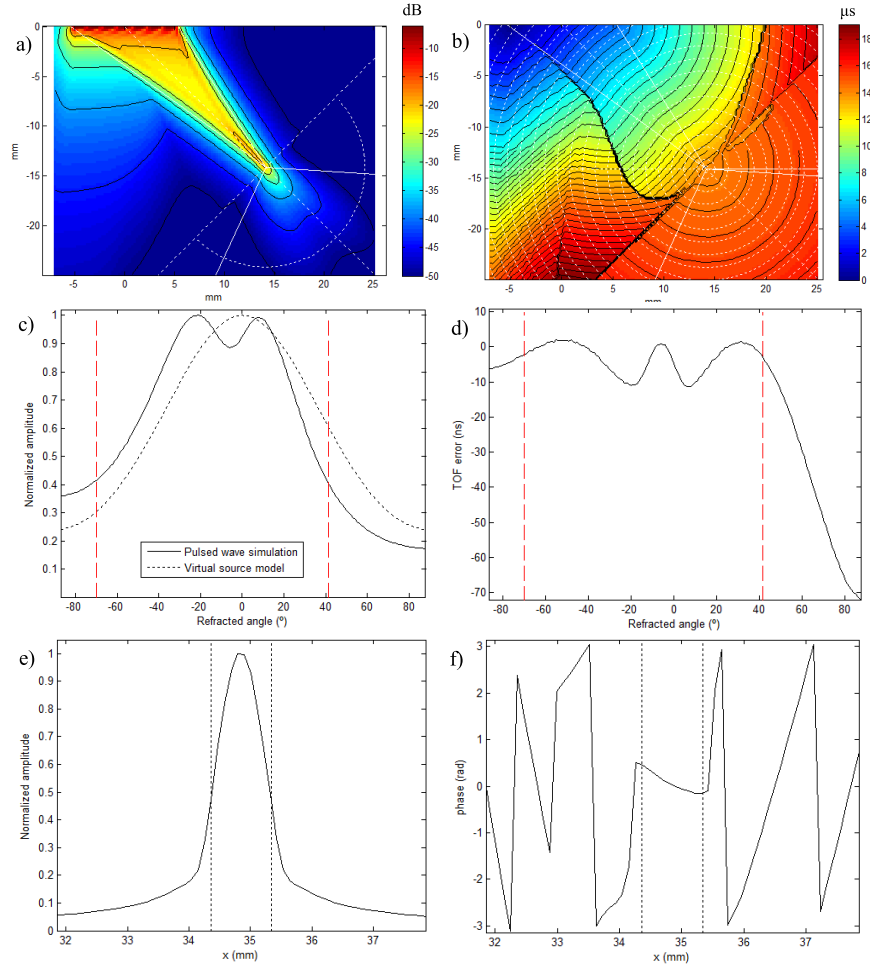 a)
dB
0
-5
-10
-15
-20
mm
-5 0 5 10 15 20 25
mm
-10
-15
-20
-25
-30
-35
-40
-45
-50
b)
μs
0
-5
-10
-15
-20
-25
mm
-5 0 5 10 15 20 25
mm
18
16
14
12
10
8
6
4
2
0
c)
1
0.9
0.8
0.7
0.6
0.5
0.4
0.3
0.2
0.1
Normalized amplitude
Pulsed wave simulation
Virtual source model
-80 -60 -40 -20 0 20 40 60 80
Refracted angle (º)
d)
10
0
-10
-20
-30
-40
-50
-60
-70
TOF error (ns)
-80 -60 -40 -20 0 20 40 60 80
Refracted angle (º)
e)
1
0.9
0.8
0.7
0.6
0.5
0.4
0.3
0.2
0.1
0
Normalized amplitude
32 33 34 35 36 37
x (mm)
f)
3
2
1
0
-1
-2
-3
phase (rad)
32 33 34 35 36 37
x (mm)